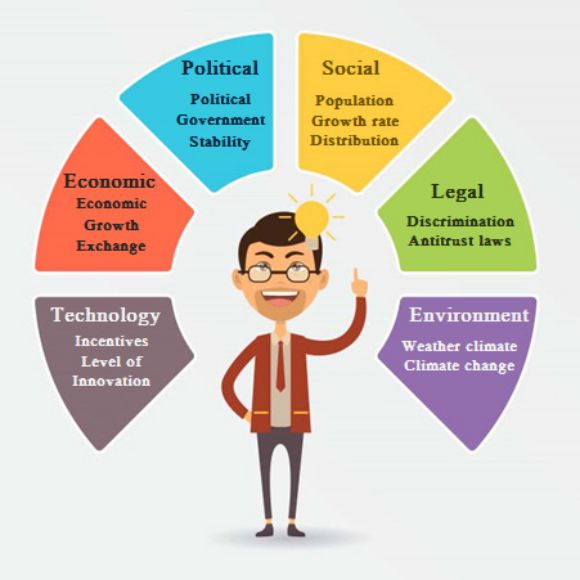 Political
Political
Government
Stability
Social
Population
Growth rate
Distribution
Economic
Economic
Growth
Exchange
Legal
Discrimination
Antitrust laws
Technology
Incentives
Level of
Innovation
Environment
Weather climate
Climate change